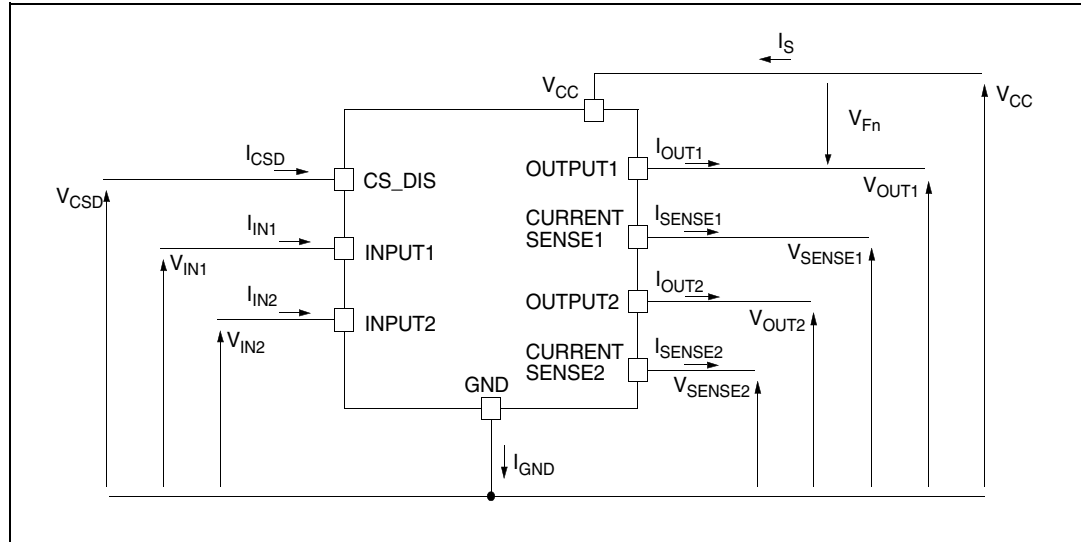 I_S
V_CC
V_CC
V_Fn
I_CSD
CS_DIS
OUTPUT1
I_OUT1
V_CSD
V_OUT1
I_IN1
INPUT1
CURRENT
SENSE1
I_SENSE1
V_IN1
V_SENSE1
I_IN2
INPUT2
OUTPUT2
I_OUT2
V_IN2
V_OUT2
CURRENT
SENSE2
I_SENSE2
V_SENSE2
GND
I_GND